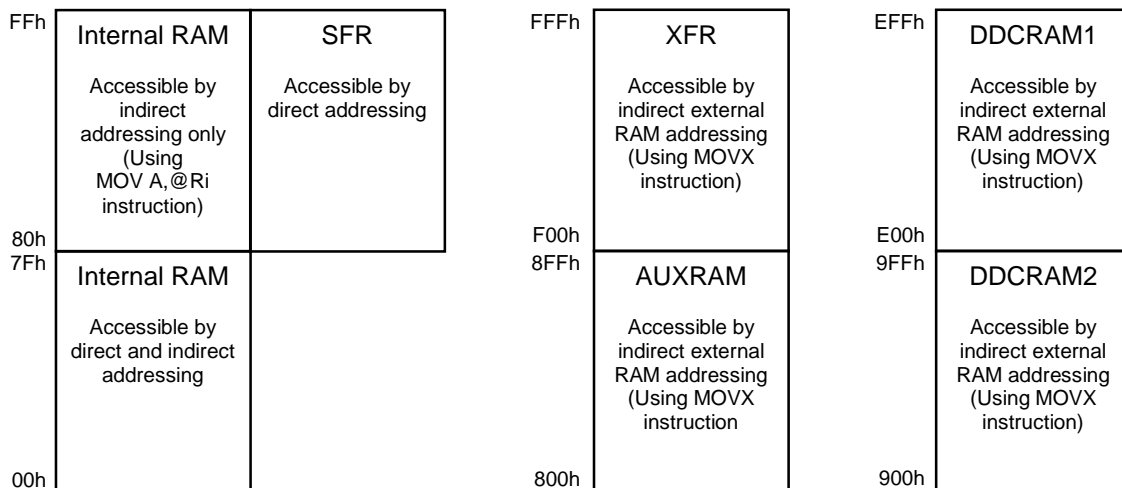 FFh
Internal RAM
Accessible by
indirect
addressing only
(Using
MOV A,@Ri
instruction)
80h
SFR
Accessible by
direct addressing
7Fh
Internal RAM
Accessible by
direct and indirect
addressing
00h
FFFh
XFR
Accessible by
indirect external
RAM addressing
(Using MOVX
instruction)
F00h
8FFh
AUXRAM
Accessible by
indirect external
RAM addressing
(Using MOVX
instruction
800h
EFFh
DDCRAM1
Accessible by
indirect external
RAM addressing
(Using MOVX
instruction)
E00h
9FFh
DDCRAM2
Accessible by
indirect external
RAM addressing
(Using MOVX
instruction)
900h